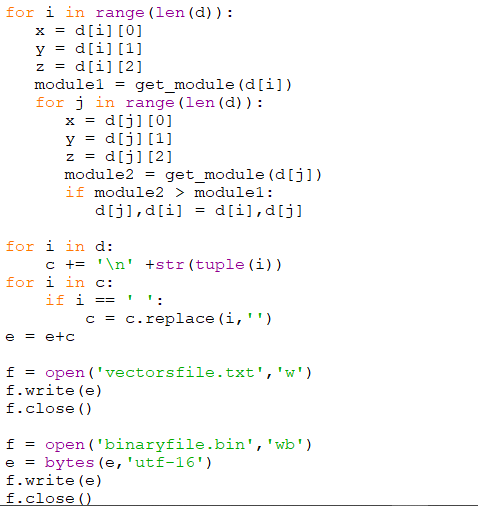 for i in range(len(d)):
    x = d[i][0]
    y = d[i][1]
    z = d[i][2]
    module1 = get_module(d[i])
    for j in range(len(d)):
        x = d[j][0]
        y = d[j][1]
        z = d[j][2]
        module2 = get_module(d[j])
        if module2 > module1:
            d[j],d[i] = d[i],d[j]

for i in d:
    c += '\n' +str(tuple(i))
for i in c:
    if i == ' ':
        c = c.replace(i,'')
e = e+c

f = open('vectorsfile.txt','w')
f.write(e)
f.close()

f = open('binaryfile.bin','wb')
e = bytes(e,'utf-16')
f.write(e)
f.close()